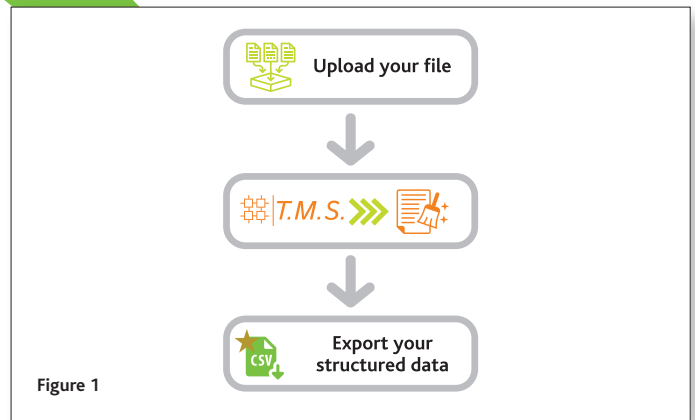 Upload your file
T.M.S.
Export your
structured data
CSV
Figure 1